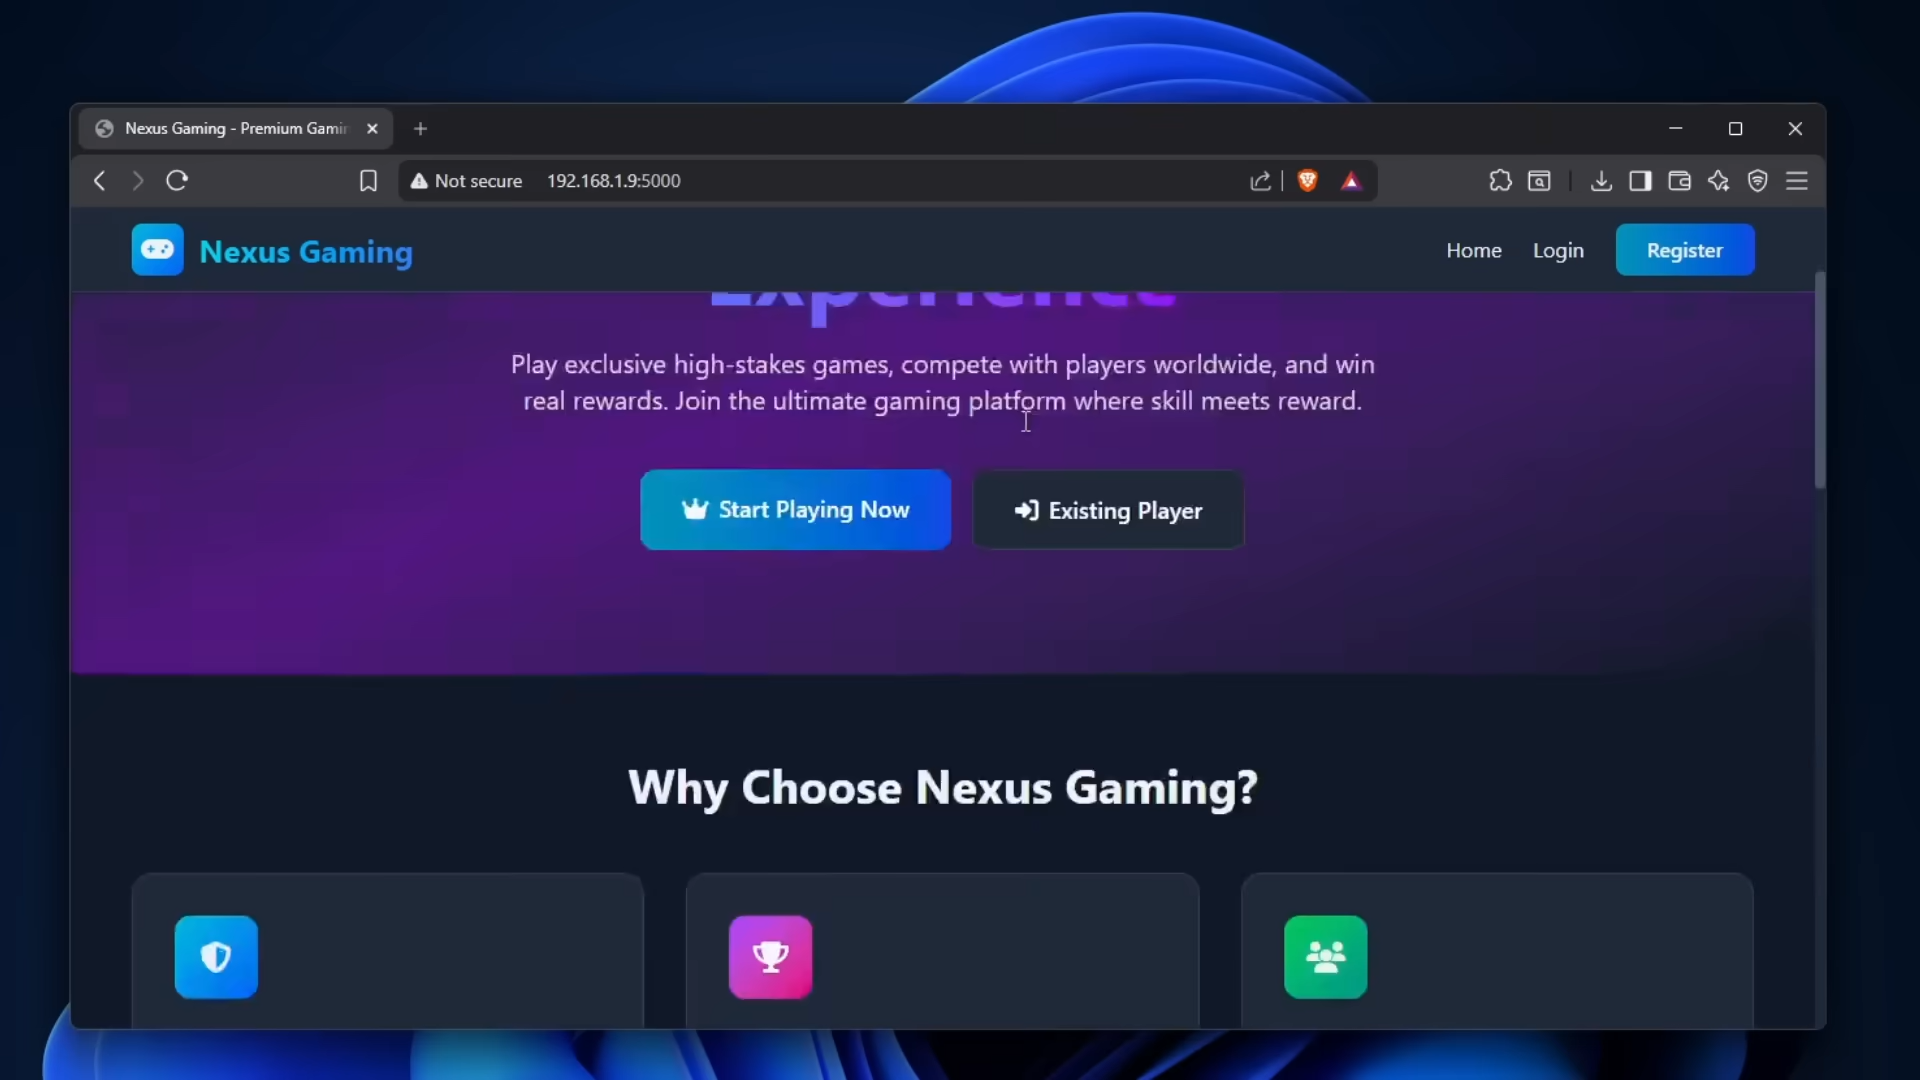 Nexus Gaming - Premium Gamin
Not secure 192.168.1.9:5000
Nexus Gaming
Home Login Register
Experience
Play exclusive high-stakes games, compete with players worldwide, and win
real rewards. Join the ultimate gaming platform where skill meets reward.
Start Playing Now
Existing Player
Why Choose Nexus Gaming?